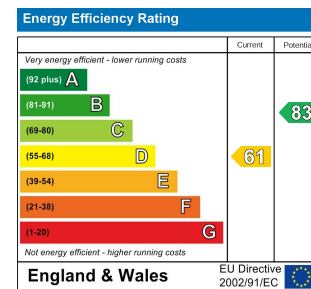 Energy Efficiency Rating
Current Potentia
Very energy efficient - lower running costs
(92 plus) A
(81-91) B
83
(69-80) C
(55-68) D
61
(39-54) E
(21-38) F
(1-20) G
Not energy efficient - higher running costs
England & Wales
EU Directive
2002/91/EC